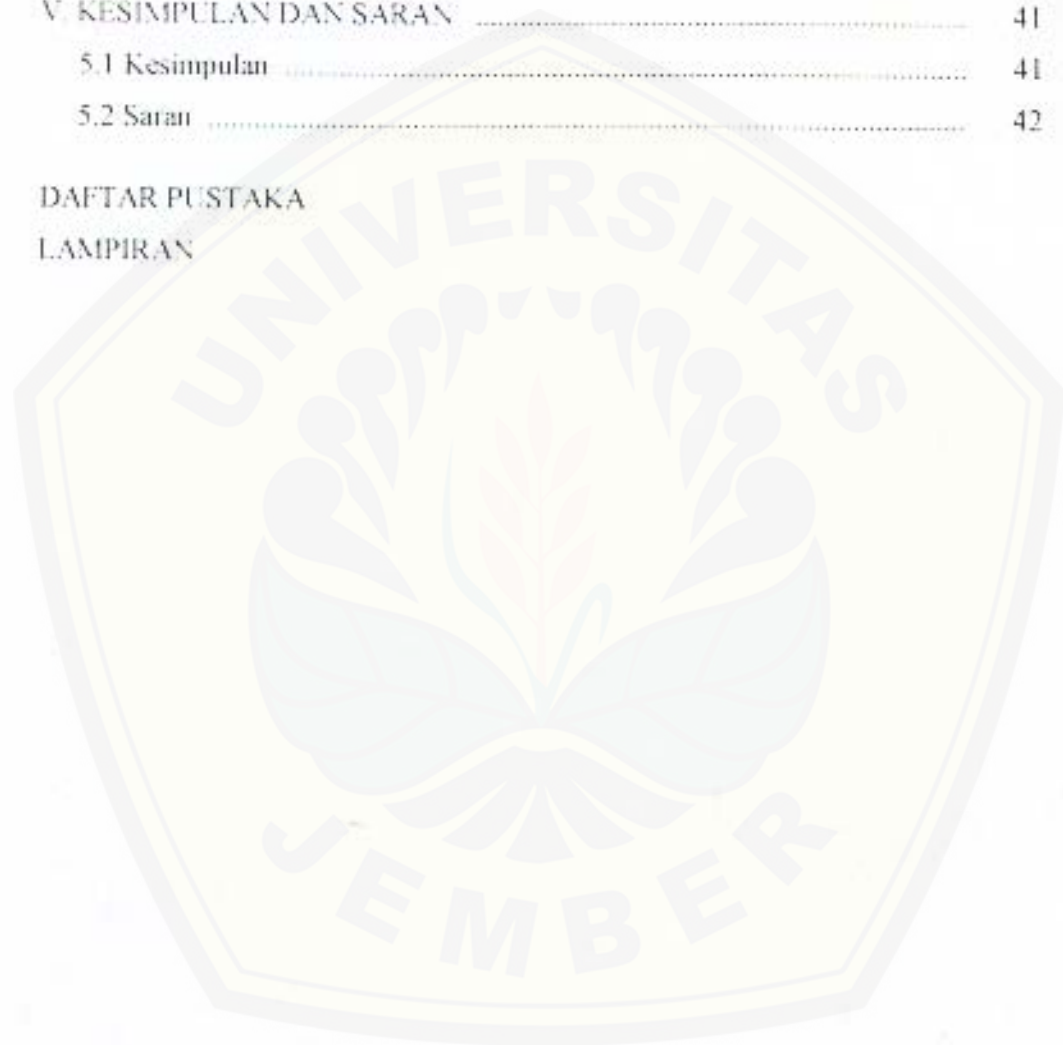 V. KESIMPULAN DAN SARAN ........................ 41
5.1 Kesimpulan ........................ 41
5.2 Saran ........................ 42
DAFTAR PUSTAKA
LAMPIRAN
UNIVERSITAS
JEMBER